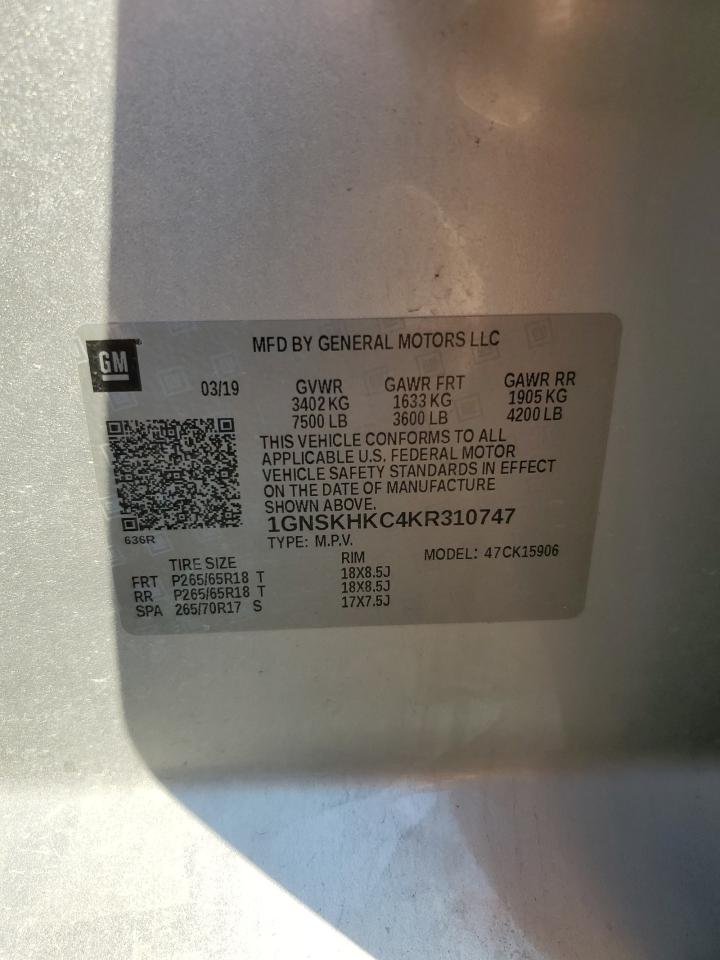 GM
MFD BY GENERAL MOTORS LLC
03/19 GVWR GAWR FRT GAWR RR
3402 KG 1633 KG 1905 KG
7500 LB 3600 LB 4200 LB
THIS VEHICLE CONFORMS TO ALL
APPLICABLE U.S. FEDERAL MOTOR
VEHICLE SAFETY STANDARDS IN EFFECT
ON THE DATE OF MANUFACTURE
SHOWN ABOVE.
1GNSKHKC4KR310747
636R
TYPE: M.P.V. MODEL: 47CK15906
TIRE SIZE RIM
FRT P265/65R18 T 18X8.5J
RR P265/65R18 T 18X8.5J
SPA 265/70R17 S 17X7.5J